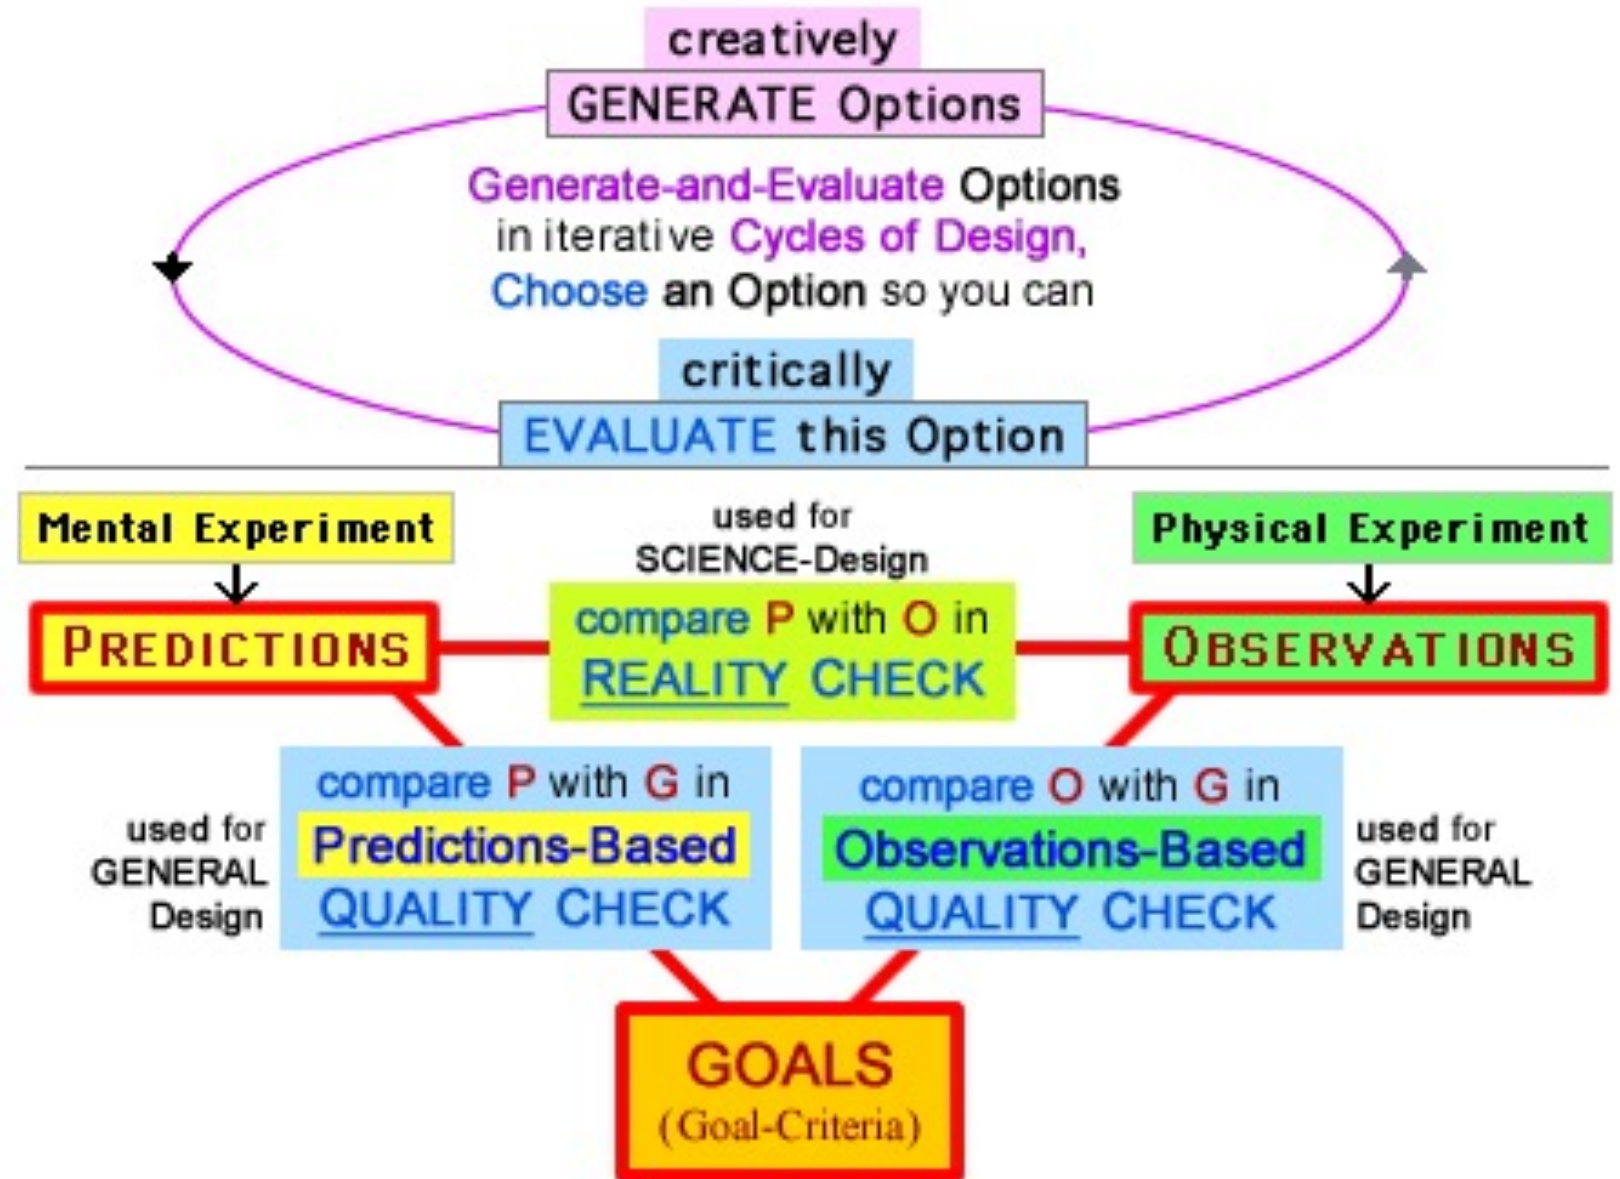 creatively
GENERATE Options
Generate-and-Evaluate Options
in iterative Cycles of Design,
Choose an Option so you can
critically
EVALUATE this Option
Mental Experiment
used for
SCIENCE-Design
Physical Experiment
PREDICTIONS
compare P with O in
REALITY CHECK
OBSERVATIONS
used for
GENERAL
Design
compare P with G in
Predictions-Based
QUALITY CHECK
compare O with G in
Observations-Based
QUALITY CHECK
used for
GENERAL
Design
GOALS
(Goal-Criteria)